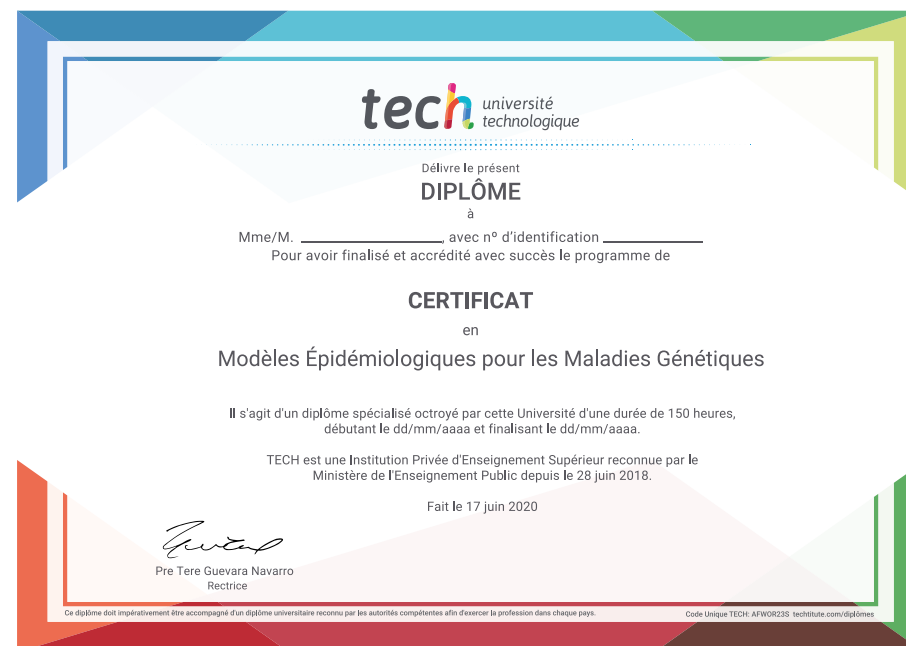 tech université
technologique
Délivre le présent
DIPLÔME
à
Mme/M. ____________________, avec nº d'identification ______________
Pour avoir finalisé et accrédité avec succès le programme de
CERTIFICAT
en
Modèles Épidémiologiques pour les Maladies Génétiques
Il s'agit d'un diplôme spécialisé octroyé par cette Université d'une durée de 150 heures,
débutant le dd/mm/aaaa et finalisant le dd/mm/aaaa.
TECH est une Institution Privée d'Enseignement Supérieur reconnue par le
Ministère de l'Enseignement Public depuis le 28 juin 2018.
Fait le 17 juin 2020
Pre Tere Guevara Navarro
Rectrice
Ce diplôme doit impérativement être accompagné d'un diplôme universitaire reconnu par les autorités compétentes afin d'exercer la profession dans chaque pays.
Code Unique TECH: AFWOR23S techtitute.com/diplômes